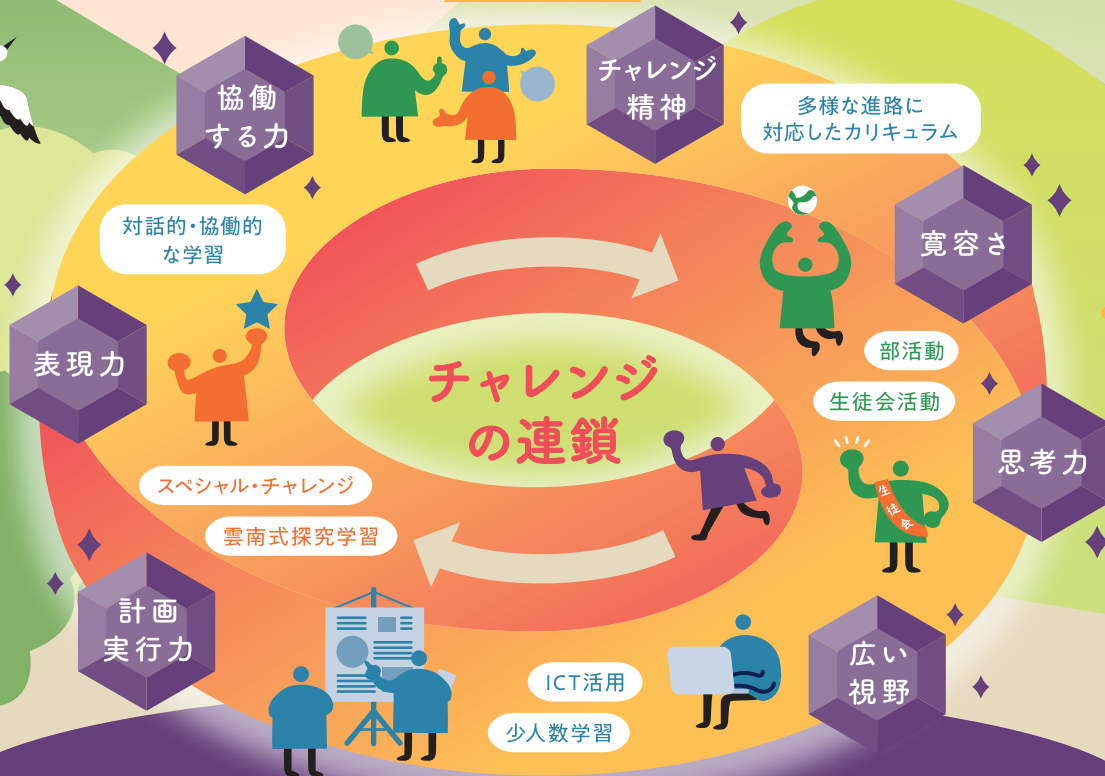 協働
する力
チャレンジ
精神
多様な進路に
対応したカリキュラム
対話的・協働的
な学習
寛容さ
表現力
部活動
生徒会活動
チャレンジ
の連鎖
思考力
スペシャル・チャレンジ
雲南式探究学習
生徒会
計画
実行力
広い
視野
ICT活用
少人数学習